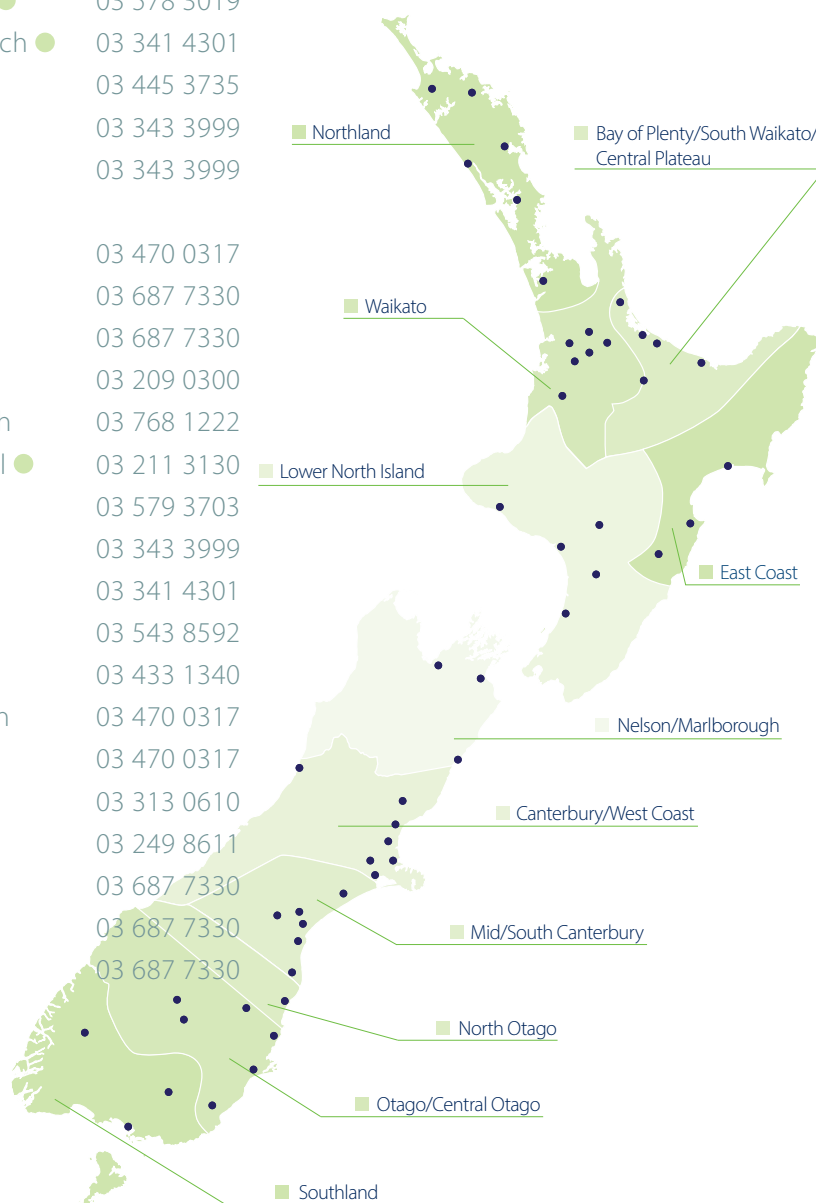 03 578 3019
ch 03 341 4301
03 445 3735
03 343 3999
03 343 3999
03 470 0317
03 687 7330
03 687 7330
03 209 0300
03 768 1222
l 03 211 3130
03 579 3703
03 343 3999
03 341 4301
03 543 8592
03 433 1340
n 03 470 0317
03 470 0317
03 313 0610
03 249 8611
03 687 7330
03 687 7330
03 687 7330
Northland
Bay of Plenty/South Waikato/
Central Plateau
Waikato
Lower North Island
East Coast
Nelson/Marlborough
Canterbury/West Coast
Mid/South Canterbury
North Otago
Otago/Central Otago
Southland